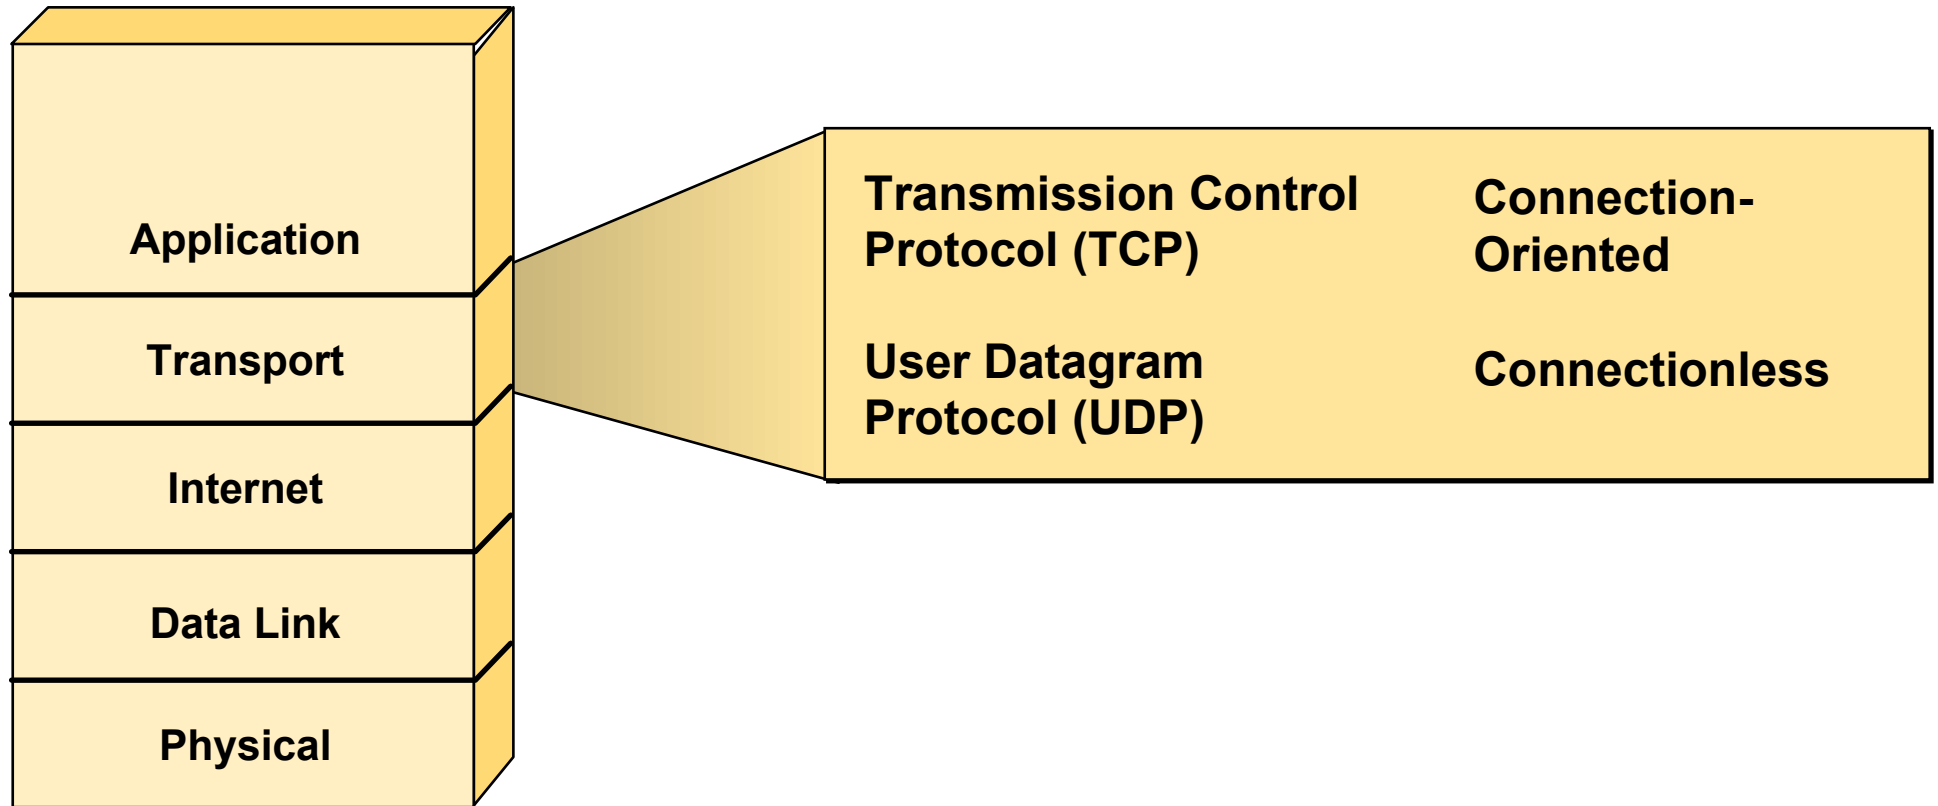 Application
Transport
Internet
Data Link
Physical
Transmission Control
Protocol (TCP)
Connection-
Oriented
User Datagram
Protocol (UDP)
Connectionless